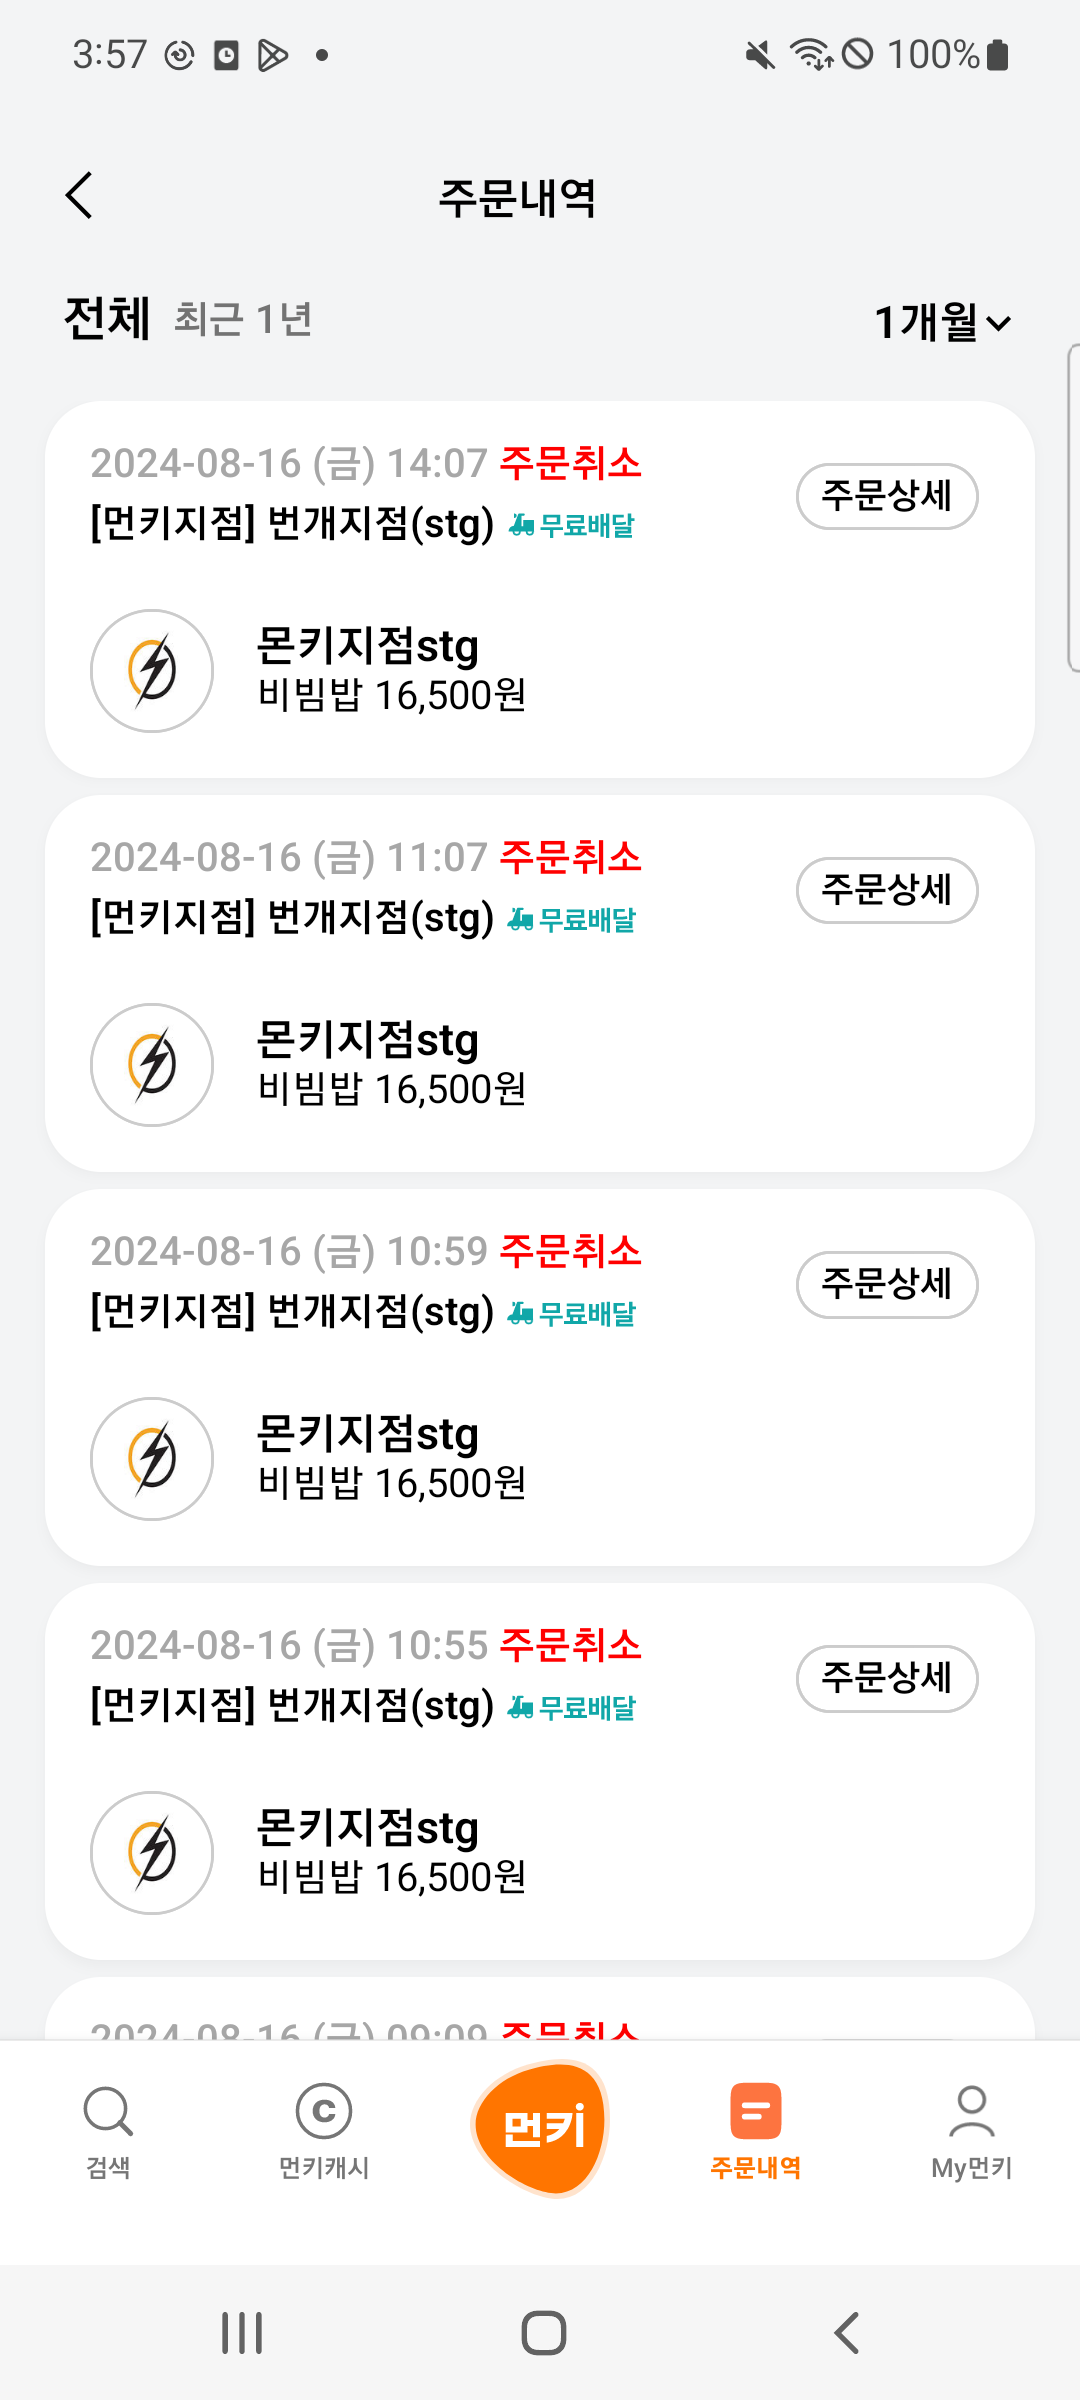 3:57
100%
주문내역
전체 최근 1년
1개월
2024-08-16 (금) 14:07 주문취소
[먼키지점] 번개지점(stg) 무료배달
주문상세
몬키지점stg
비빔밥 16,500원
2024-08-16 (금) 11:07 주문취소
[먼키지점] 번개지점(stg) 무료배달
주문상세
몬키지점stg
비빔밥 16,500원
2024-08-16 (금) 10:59 주문취소
[먼키지점] 번개지점(stg) 무료배달
주문상세
몬키지점stg
비빔밥 16,500원
2024-08-16 (금) 10:55 주문취소
[먼키지점] 번개지점(stg) 무료배달
주문상세
몬키지점stg
비빔밥 16,500원
2024-08-16 (금) 09:09 주문취소
검색
먼키캐시
먼키
주문내역
My먼키